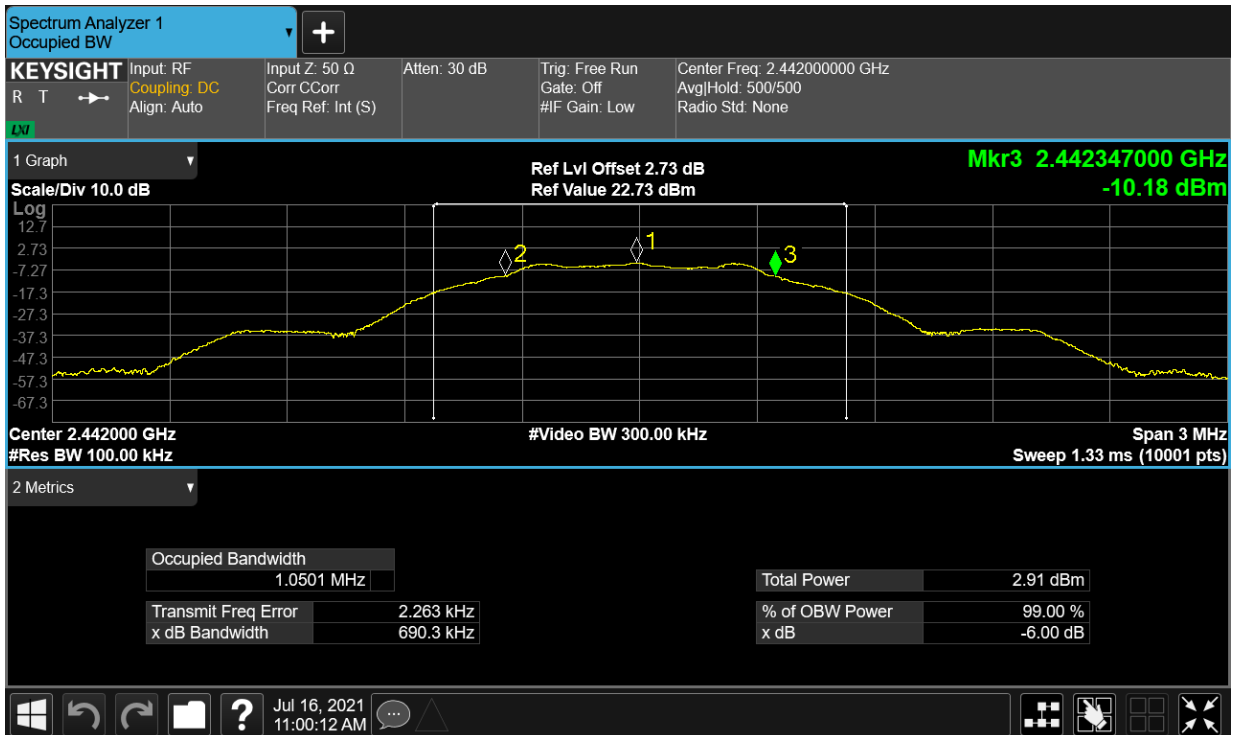 Spectrum Analyzer 1
Occupied BW
KEYSIGHT
R T
LXI
Input: RF
Coupling: DC
Align: Auto
Input Z: 50 Ω
Corr CCorr
Freq Ref: Int (S)
Atten: 30 dB
Trig: Free Run
Gate: Off
#IF Gain: Low
Center Freq: 2.442000000 GHz
Avg|Hold: 500/500
Radio Std: None
1 Graph
Scale/Div 10.0 dB
Ref Lvl Offset 2.73 dB
Ref Value 22.73 dBm
Mkr3 2.442347000 GHz
-10.18 dBm
Log
12.7
2.73
-7.27
-17.3
-27.3
-37.3
-47.3
-57.3
-67.3
2
1
3
Center 2.442000 GHz
#Video BW 300.00 kHz
Span 3 MHz
#Res BW 100.00 kHz
Sweep 1.33 ms (10001 pts)
2 Metrics
Occupied Bandwidth
1.0501 MHz
Transmit Freq Error 2.263 kHz
x dB Bandwidth 690.3 kHz
Total Power 2.91 dBm
% of OBW Power 99.00 %
x dB -6.00 dB
?
Jul 16, 2021
11:00:12 AM